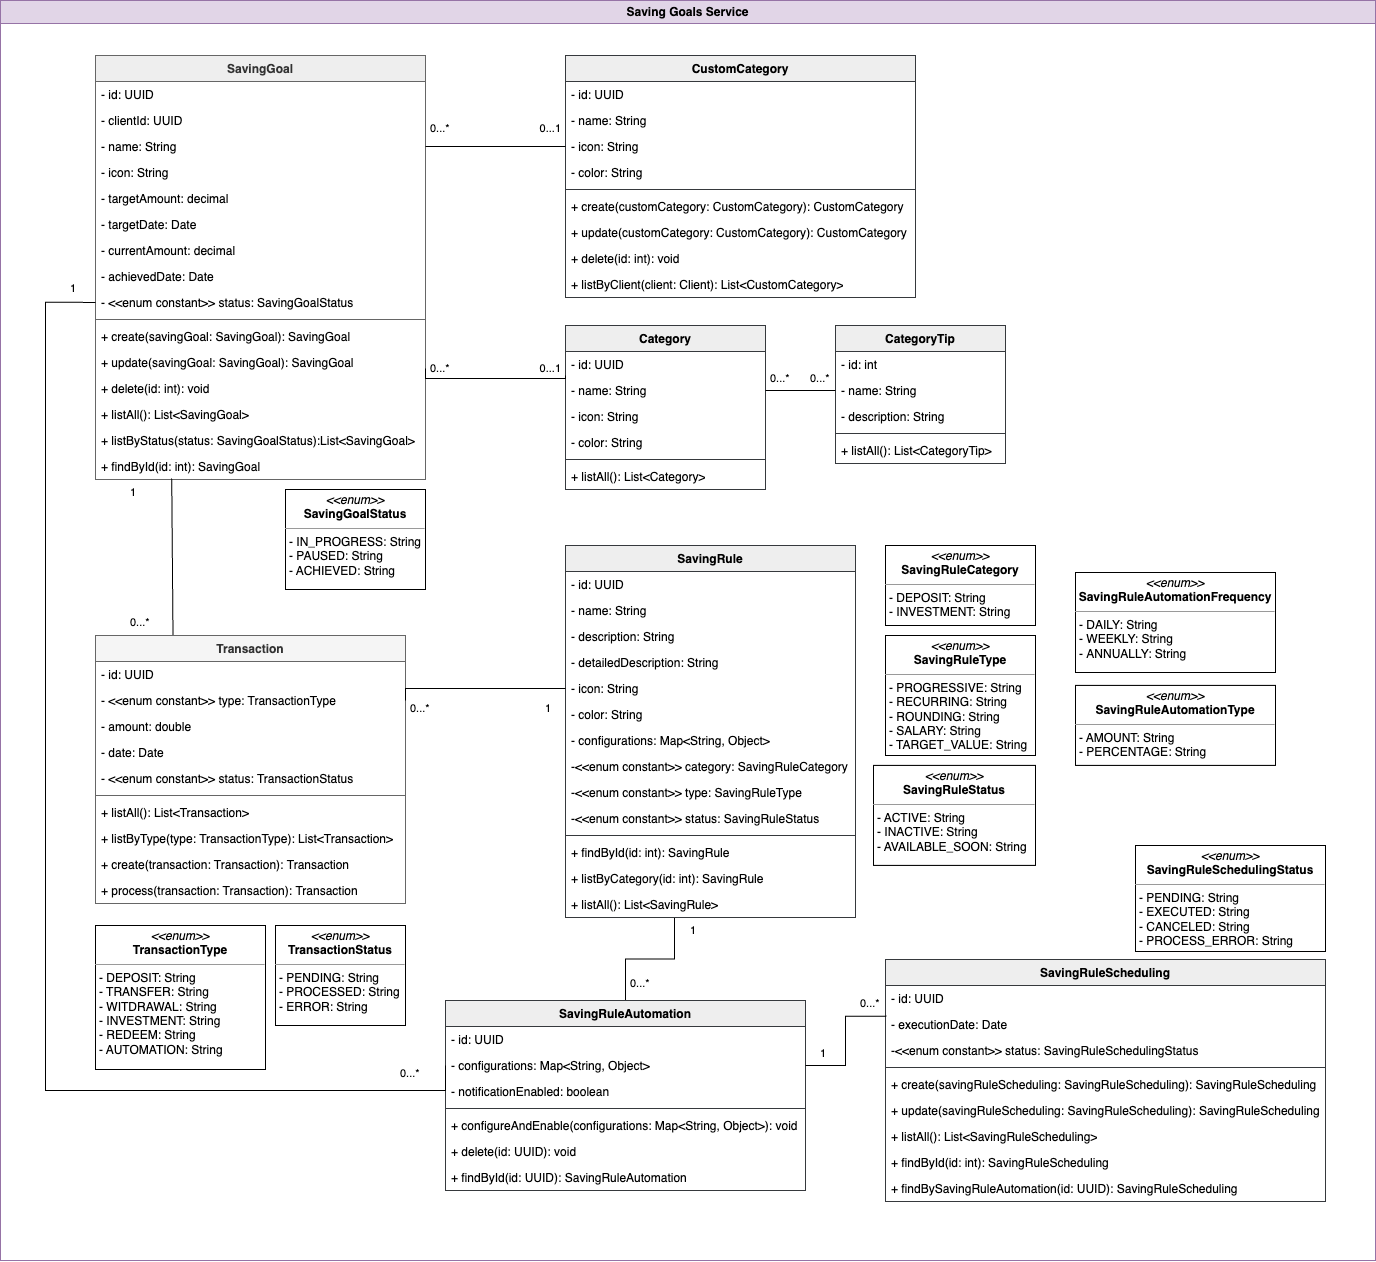 Saving Goals Service
SavingGoal
- id: UUID
- clientId: UUID
- name: String
- icon: String
- targetAmount: decimal
- targetDate: Date
- currentAmount: decimal
- achievedDate: Date
- <<enum constant>> status: SavingGoalStatus
+ create(savingGoal: SavingGoal): SavingGoal
+ update(savingGoal: SavingGoal): SavingGoal
+ delete(id: int): void
+ listAll(): List<SavingGoal>
+ listByStatus(status: SavingGoalStatus):List<SavingGoal>
+ findById(id: int): SavingGoal
0...*
0...1
CustomCategory
- id: UUID
- name: String
- icon: String
- color: String
+ create(customCategory: CustomCategory): CustomCategory
+ update(customCategory: CustomCategory): CustomCategory
+ delete(id: int): void
+ listByClient(client: Client): List<CustomCategory>
1
0...*
0...1
Category
- id: UUID
- name: String
- icon: String
- color: String
+ listAll(): List<Category>
0...*
0...*
CategoryTip
- id: int
- name: String
- description: String
+ listAll(): List<CategoryTip>
1
0...*
<<enum>>
SavingGoalStatus
- IN_PROGRESS: String
- PAUSED: String
- ACHIEVED: String
Transaction
- id: UUID
- <<enum constant>> type: TransactionType
- amount: double
- date: Date
- <<enum constant>> status: TransactionStatus
+ listAll(): List<Transaction>
+ listByType(type: TransactionType): List<Transaction>
+ create(transaction: Transaction): Transaction
+ process(transaction: Transaction): Transaction
0...*
1
SavingRule
- id: UUID
- name: String
- description: String
- detailedDescription: String
- icon: String
- color: String
- configurations: Map<String, Object>
-<<enum constant>> category: SavingRuleCategory
-<<enum constant>> type: SavingRuleType
-<<enum constant>> status: SavingRuleStatus
+ findById(id: int): SavingRule
+ listByCategory(id: int): SavingRule
+ listAll(): List<SavingRule>
<<enum>>
SavingRuleCategory
- DEPOSIT: String
- INVESTMENT: String
<<enum>>
SavingRuleType
- PROGRESSIVE: String
- RECURRING: String
- ROUNDING: String
- SALARY: String
- TARGET_VALUE: String
<<enum>>
SavingRuleStatus
- ACTIVE: String
- INACTIVE: String
- AVAILABLE_SOON: String
<<enum>>
SavingRuleAutomationFrequency
- DAILY: String
- WEEKLY: String
- ANNUALLY: String
<<enum>>
SavingRuleAutomationType
- AMOUNT: String
- PERCENTAGE: String
<<enum>>
SavingRuleSchedulingStatus
- PENDING: String
- EXECUTED: String
- CANCELED: String
- PROCESS_ERROR: String
<<enum>>
TransactionType
- DEPOSIT: String
- TRANSFER: String
- WITDRAWAL: String
- INVESTMENT: String
- REDEEM: String
- AUTOMATION: String
<<enum>>
TransactionStatus
- PENDING: String
- PROCESSED: String
- ERROR: String
1
0...*
0...*
SavingRuleAutomation
- id: UUID
- configurations: Map<String, Object>
- notificationEnabled: boolean
+ configureAndEnable(configurations: Map<String, Object>): void
+ delete(id: UUID): void
+ findById(id: UUID): SavingRuleAutomation
1
0...*
SavingRuleScheduling
- id: UUID
- executionDate: Date
-<<enum constant>> status: SavingRuleSchedulingStatus
+ create(savingRuleScheduling: SavingRuleScheduling): SavingRuleScheduling
+ update(savingRuleScheduling: SavingRuleScheduling): SavingRuleScheduling
+ listAll(): List<SavingRuleScheduling>
+ findById(id: int): SavingRuleScheduling
+ findBySavingRuleAutomation(id: UUID): SavingRuleScheduling